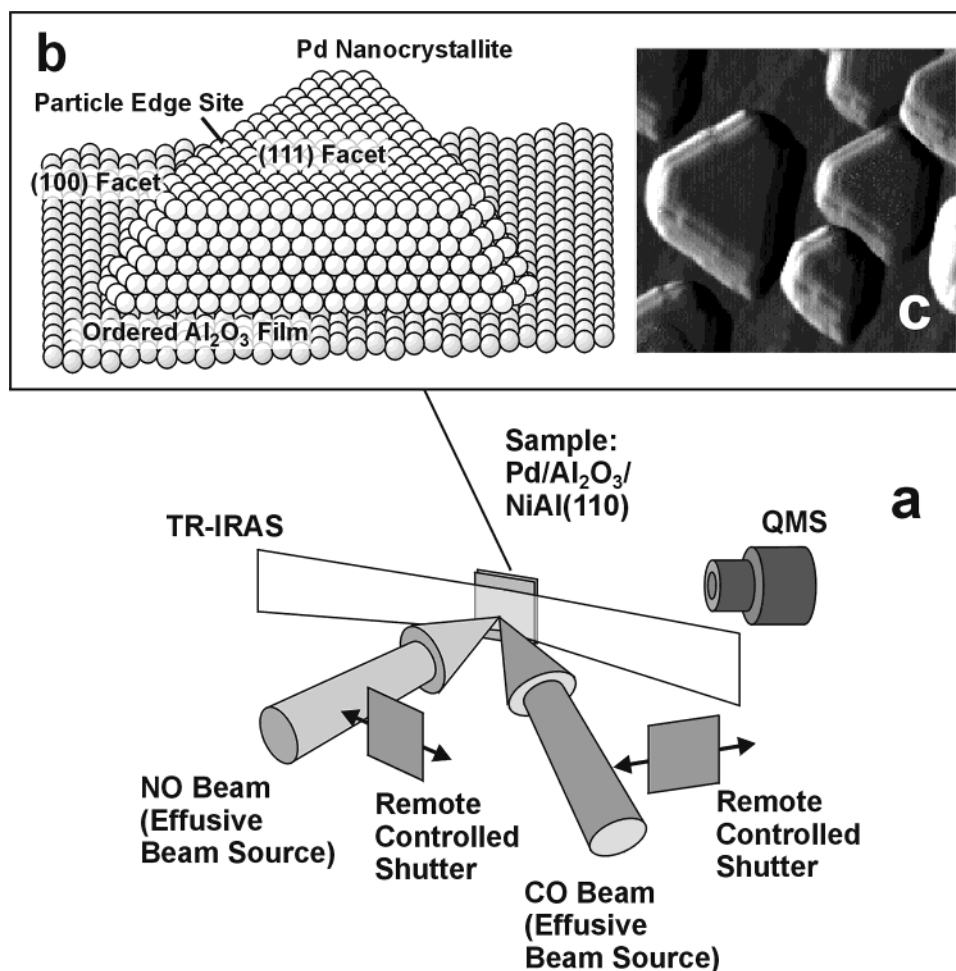 b
Pd Nanocrystallite
Particle Edge Site
(111) Facet
(100) Facet
Ordered Al₂O₃ Film
c
Sample:
Pd/Al₂O₃/
NiAl(110)
a
TR-IRAS
QMS
NO Beam
(Effusive
Beam Source)
Remote
Controlled
Shutter
CO Beam
(Effusive
Beam Source)
Remote
Controlled
Shutter